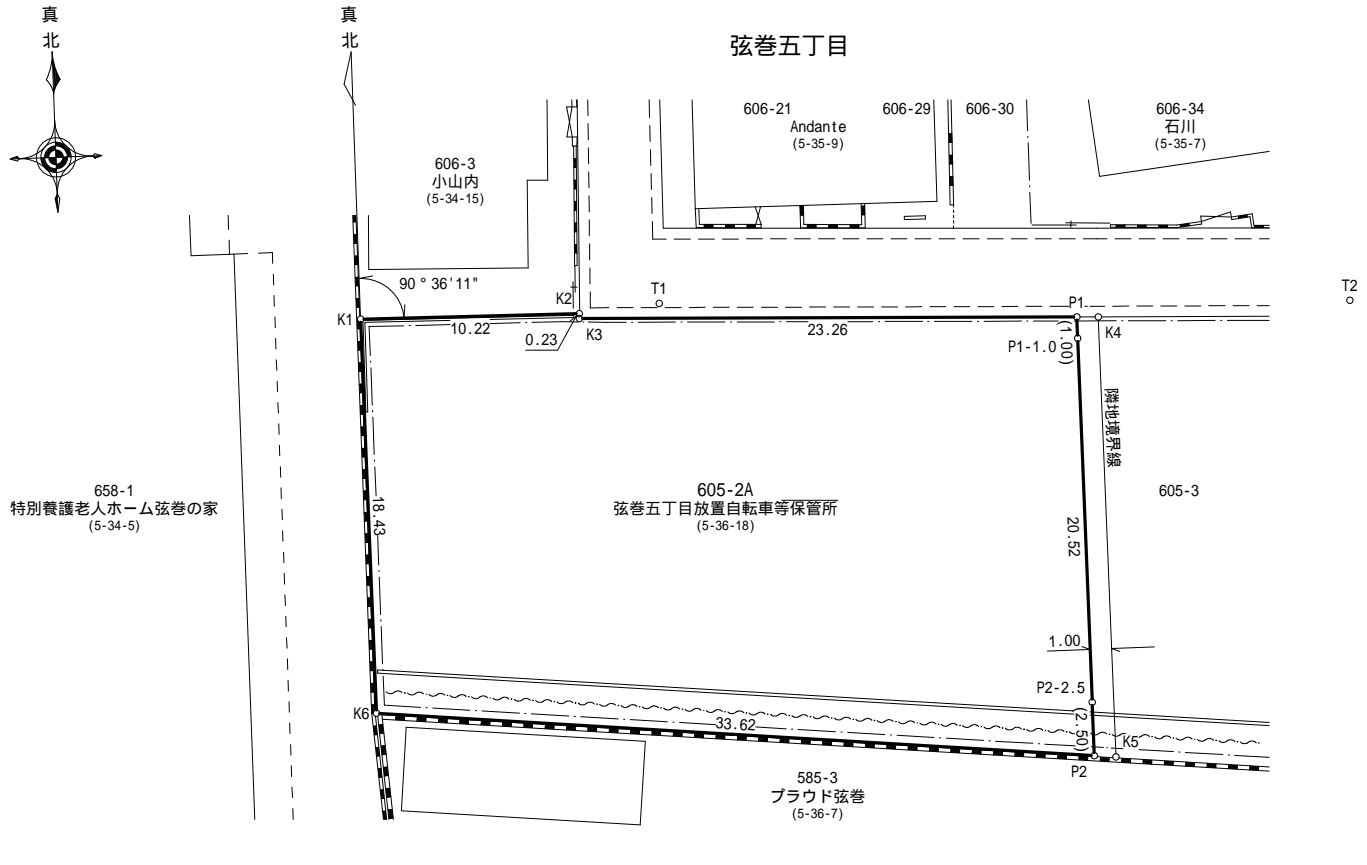 真
北
真
北
弦巻五丁目
606-21
606-29
606-30
606-34
Andante
(5-35-9)
石川
(5-35-7)
606-3
小山内
(5-34-15)
90°36'11"
K1
K2
K3
T1
T2
P1
K4
10.22
0.23
23.26
P1-1.0
(1.00)
隣地境界線
658-1
特別養護老人ホーム弦巻の家
(5-34-5)
18.43
605-2A
弦巻五丁目放置自転車等保管所
(5-36-18)
605-3
20.52
1.00
P2-2.5
(2.50)
K6
33.62
K5
P2
585-3
プラウド弦巻
(5-36-7)